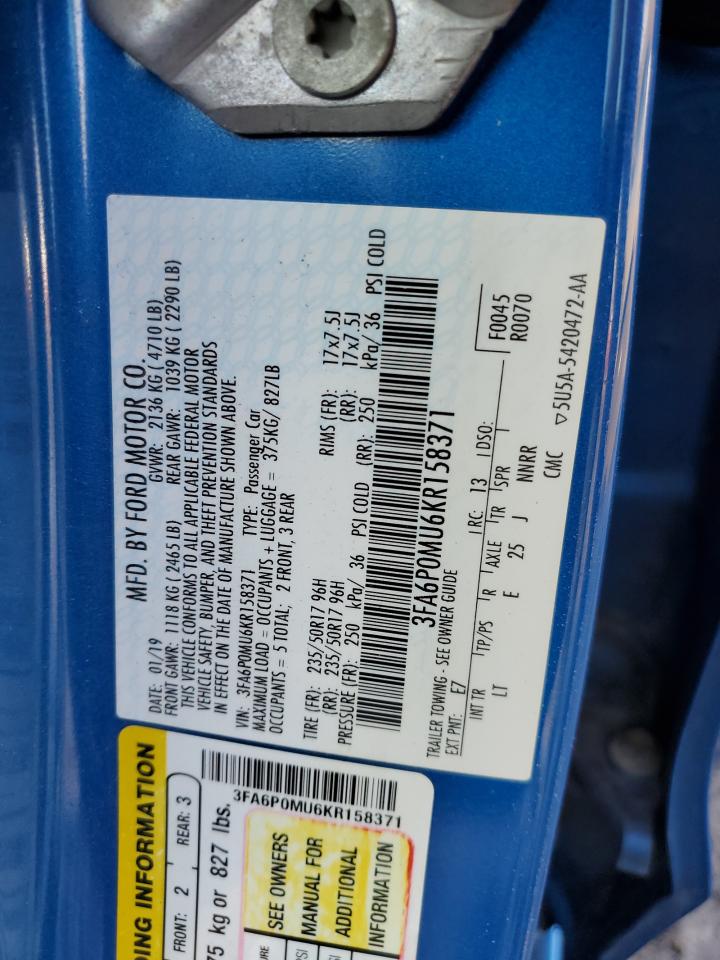 MFD. BY FORD MOTOR CO.
DATE: 01/19 GVWR: 2136 KG ( 4710 LB)
FRONT GAWR: 1118 KG ( 2465 LB) REAR GAWR: 1039 KG ( 2290 LB)
THIS VEHICLE CONFORMS TO ALL APPLICABLE FEDERAL MOTOR
VEHICLE SAFETY, BUMPER, AND THEFT PREVENTION STANDARDS
IN EFFECT ON THE DATE OF MANUFACTURE SHOWN ABOVE.
VIN: 3FA6P0MU6KR158371 TYPE: Passenger Car
MAXIMUM LOAD = OCCUPANTS + LUGGAGE = 375KG/ 827LB
OCCUPANTS = 5 TOTAL; 2 FRONT, 3 REAR
TIRE (FR): 235/50R17 96H RIMS (FR): 17x7.5J
(RR): 235/50R17 96H (RR): 17x7.5J
PRESSURE (FR): 250 kPa/ 36 PSI COLD (RR): 250 kPa/ 36 PSI COLD
3FA6P0MU6KR158371
TRAILER TOWING - SEE OWNER GUIDE
EXT PNT: E7 RC: 13 DSO:
F0045
R0070
INT TR TP/PS R AXLE TR SPR
LT E 25 J NNRR
CMC
5U5A-5420472-AA
DING INFORMATION
FRONT: 2 REAR: 3
75 kg or 827 lbs.
3FA6P0MU6KR158371
SEE OWNERS
MANUAL FOR
ADDITIONAL
INFORMATION